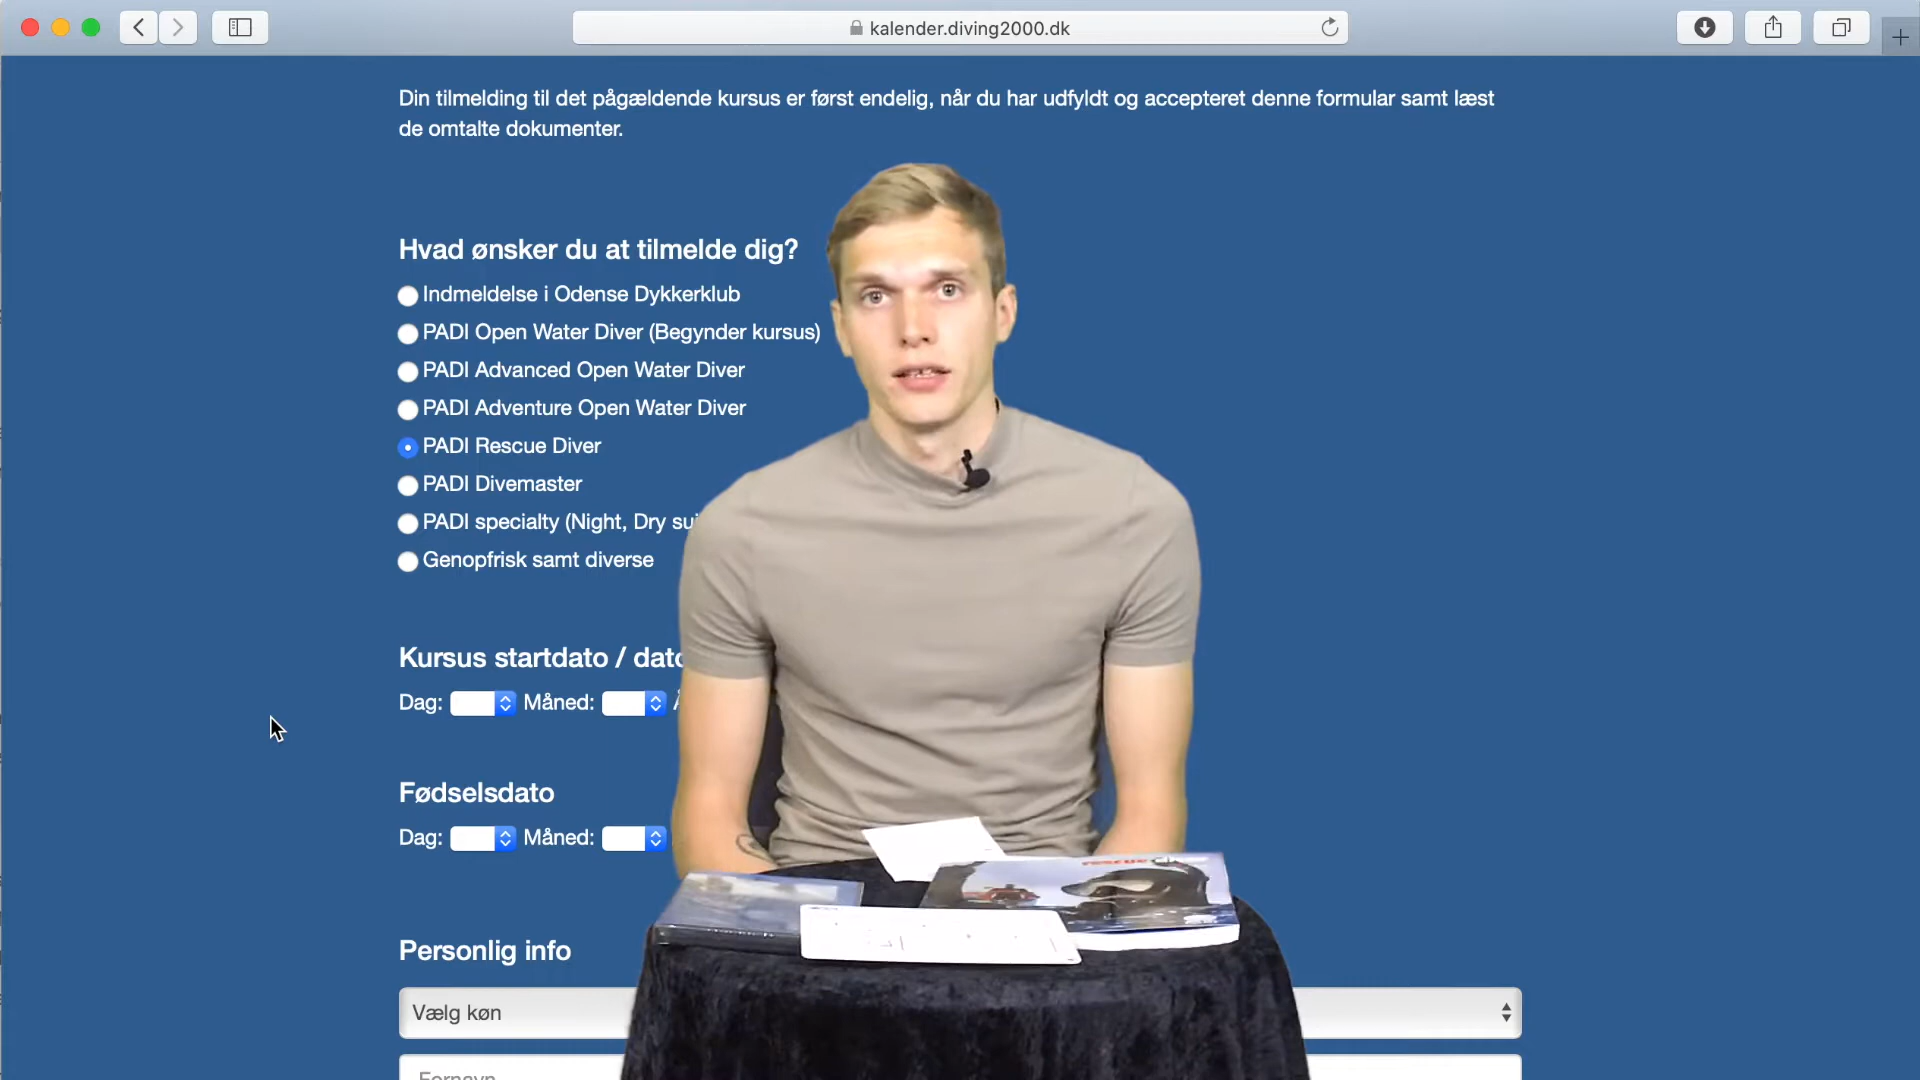 kalender.diving2000.dk
Din tilmelding til det pågældende kursus er først endelig, når du har udfyldt og accepteret denne formular samt læst
de omtalte dokumenter.
Hvad ønsker du at tilmelde dig?
Indmeldelse i Odense Dykkerklub
PADI Open Water Diver (Begynder kursus)
PADI Advanced Open Water Diver
PADI Adventure Open Water Diver
PADI Rescue Diver
PADI Divemaster
PADI specialty (Night, Dry
Genopfrisk samt diverse
Kursus startdato /
Dag: Måned:
Fødselsdato
Dag: Måned:
rescue
Personlig info
Vælg køn